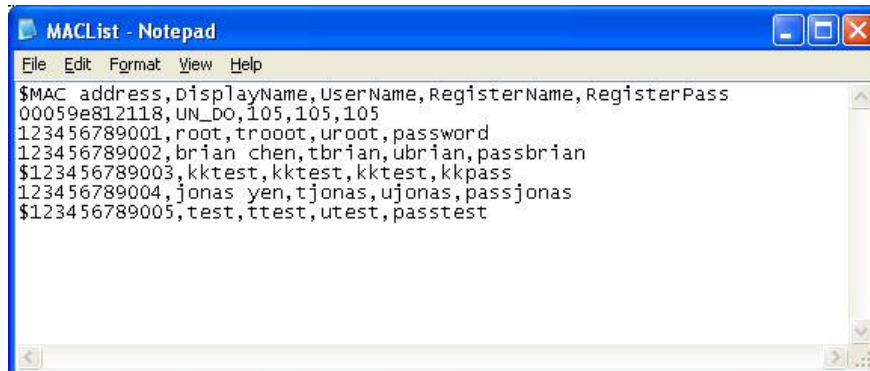 MACList - Notepad
File Edit Format View Help
$MAC address,DisplayName,UserName,RegisterName,RegisterPass
00059e812118,UN_DO,105,105,105
123456789001,root,trooot,uroot,password
123456789002,brian chen,tbrian,ubrian,passbrian
$123456789003,kktest,kktest,kktest,kkpass
123456789004,jonas yen,tjonas,ujonas,passjonas
$123456789005,test,ttest,utest,passtest